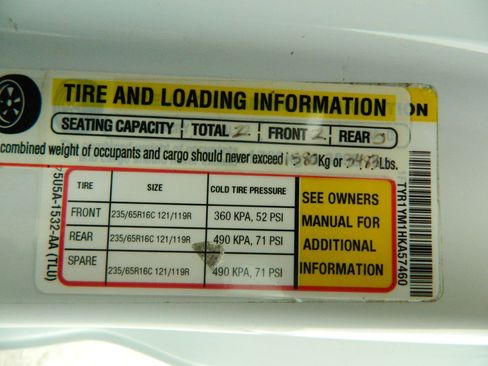 TIRE AND LOADING INFORMATION
SEATING CAPACITY TOTAL 2 FRONT 2 REAR 0
combined weight of occupants and cargo should never exceed 1580 Kg or 3483 Lbs.
TIRE SIZE COLD TIRE PRESSURE
FRONT 235/65R16C 121/119R 360 KPA, 52 PSI
REAR 235/65R16C 121/119R 490 KPA, 71 PSI
SPARE 235/65R16C 121/119R 490 KPA, 71 PSI
SEE OWNERS
MANUAL FOR
ADDITIONAL
INFORMATION
5U5A-1532-AA (TLU)
ION